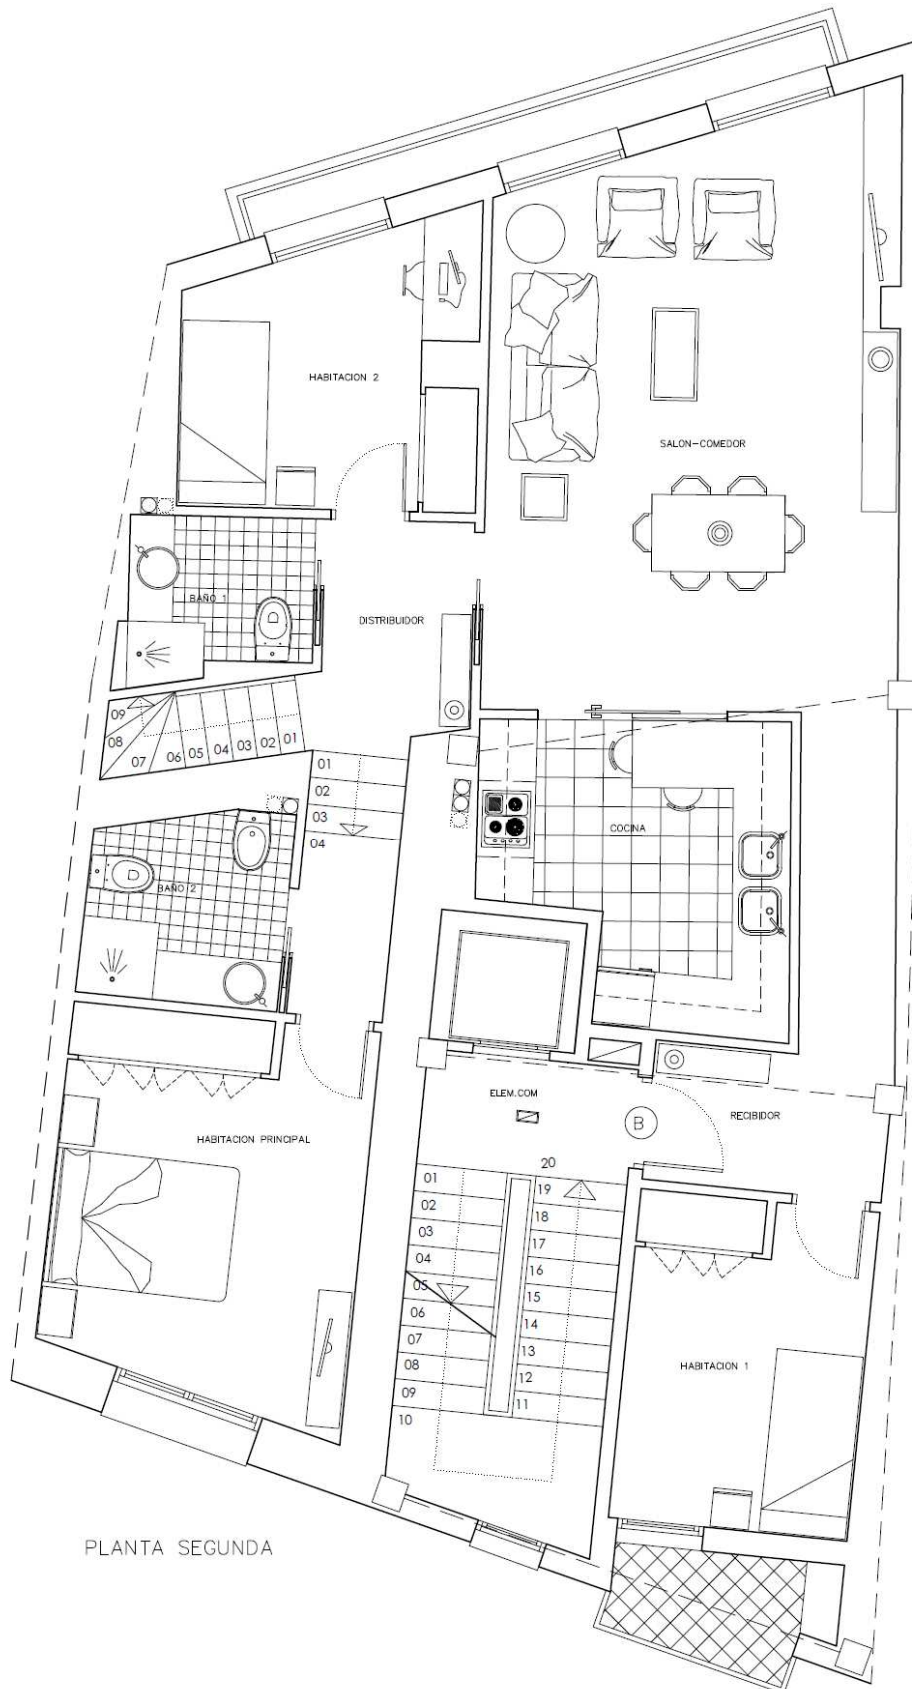 HABITACION 2
SALON-COMEDOR
BAÑO 1
DISTRIBUIDOR
09
08
07
06
05
04
03
02
01
01
02
03
04
COCINA
BAÑO 2
ELEM.COM
B
RECIBIDOR
HABITACION PRINCIPAL
20
01
19
02
18
03
17
04
16
05
15
06
14
07
13
08
12
09
11
10
HABITACION 1
PLANTA SEGUNDA